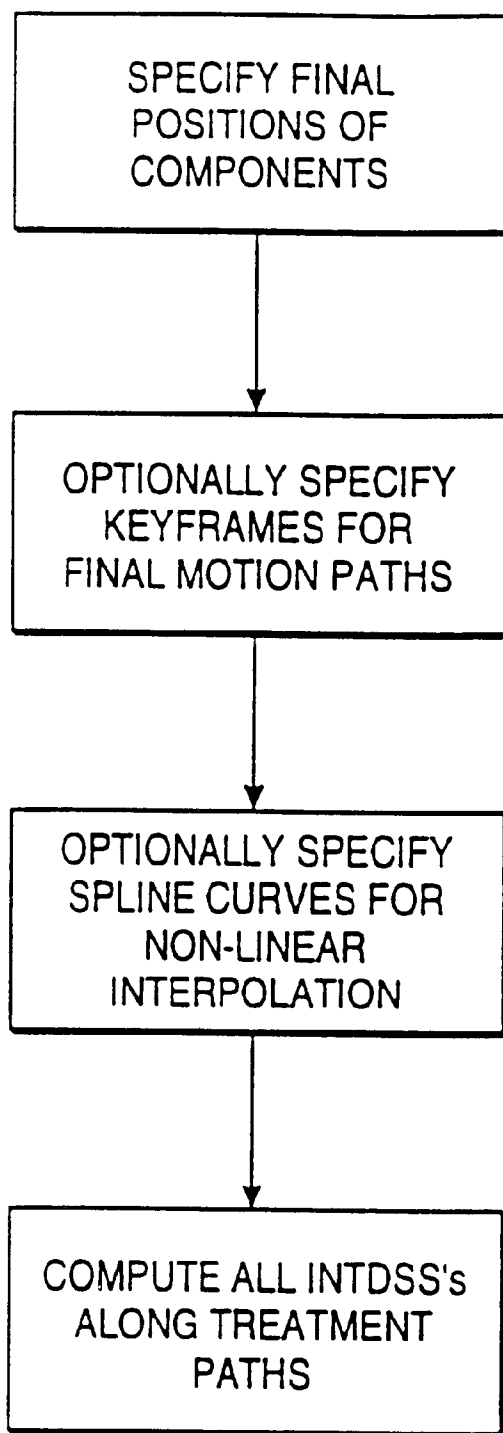 SPECIFY FINAL
POSITIONS OF
COMPONENTS
OPTIONALLY SPECIFY
KEYFRAMES FOR
FINAL MOTION PATHS
OPTIONALLY SPECIFY
SPLINE CURVES FOR
NON-LINEAR
INTERPOLATION
COMPUTE ALL INTDSS's
ALONG TREATMENT
PATHS